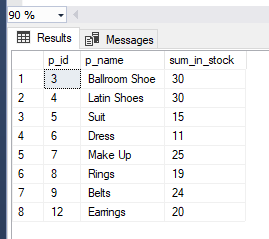 90 %
Results Messages
p_id p_name sum_in_stock
1 3 Ballroom Shoe 30
2 4 Latin Shoes 30
3 5 Suit 15
4 6 Dress 11
5 7 Make Up 25
6 8 Rings 19
7 9 Belts 24
8 12 Earrings 20